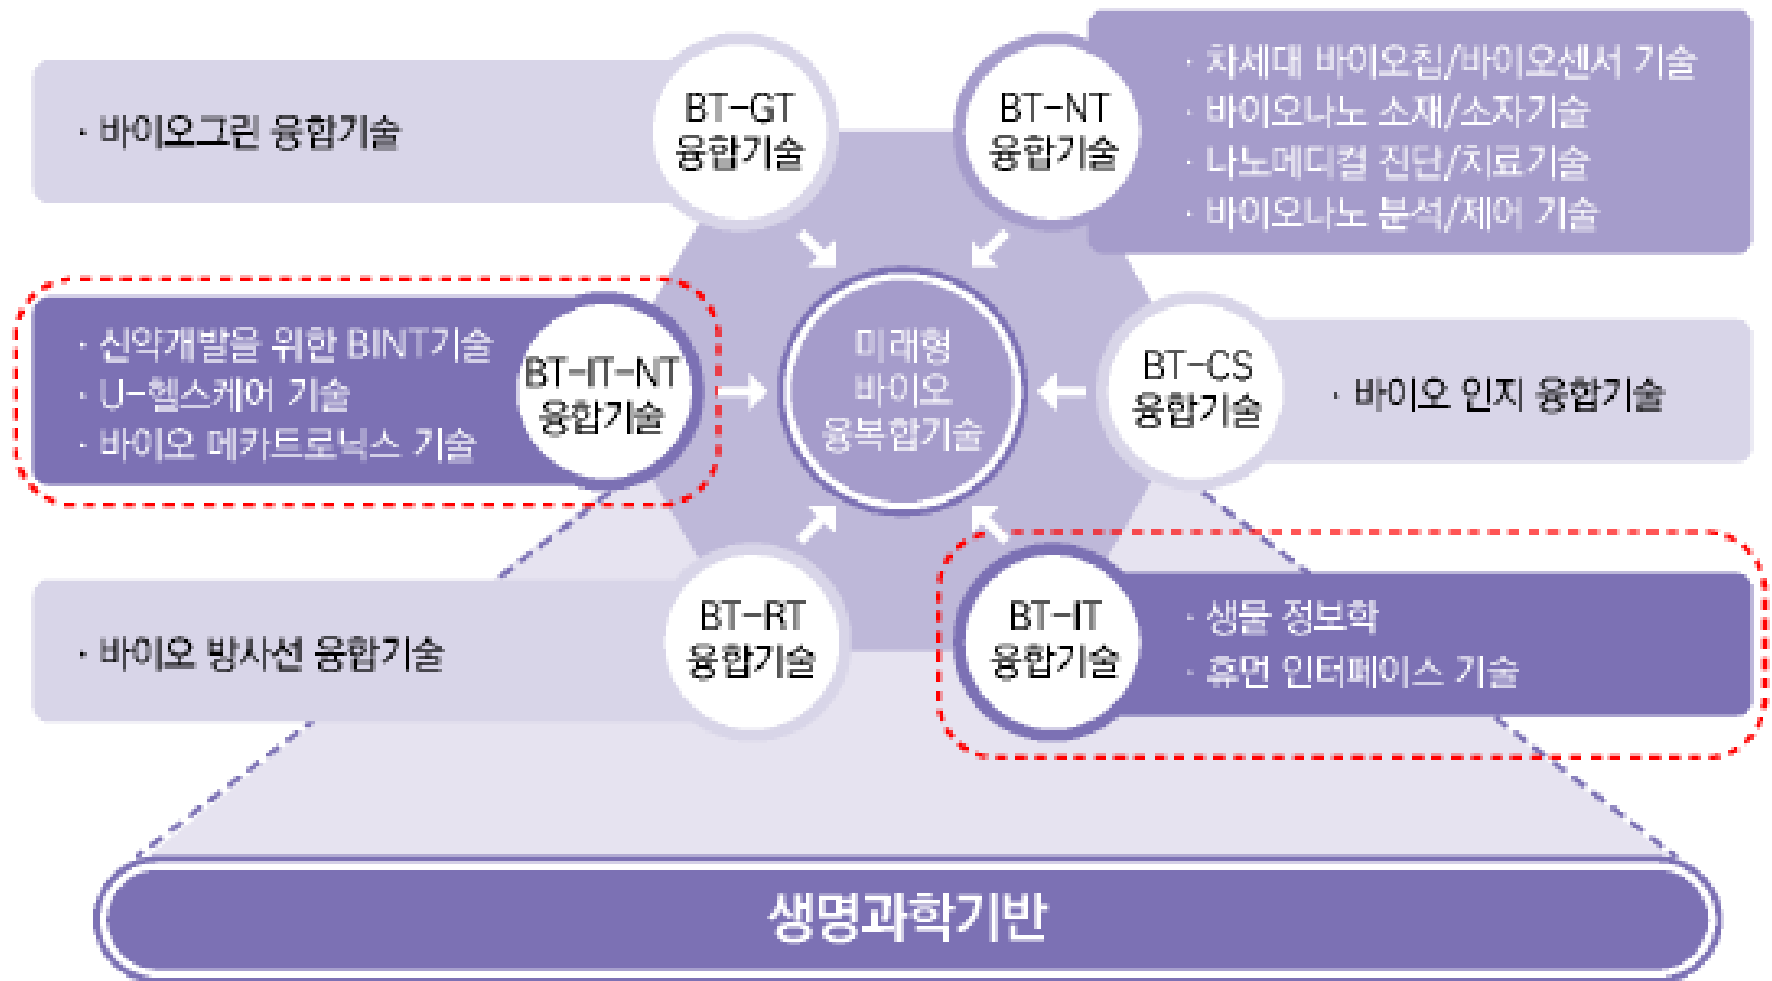 · 바이오그린 융합기술
BT-GT
융합기술
BT-NT
융합기술
· 차세대 바이오칩/바이오센서 기술
· 바이오나노 소재/소자기술
· 나노메디컬 진단/치료기술
· 바이오나노 분석/제어 기술
· 신약개발을 위한 BINT기술
· U-헬스케어 기술
· 바이오 메카트로닉스 기술
BT-IT-NT
융합기술
미래형
바이오
융복합기술
BT-CS
융합기술
· 바이오 인지 융합기술
· 바이오 방사선 융합기술
BT-RT
융합기술
BT-IT
융합기술
· 생물 정보학
· 휴먼 인터페이스 기술
생명과학기반